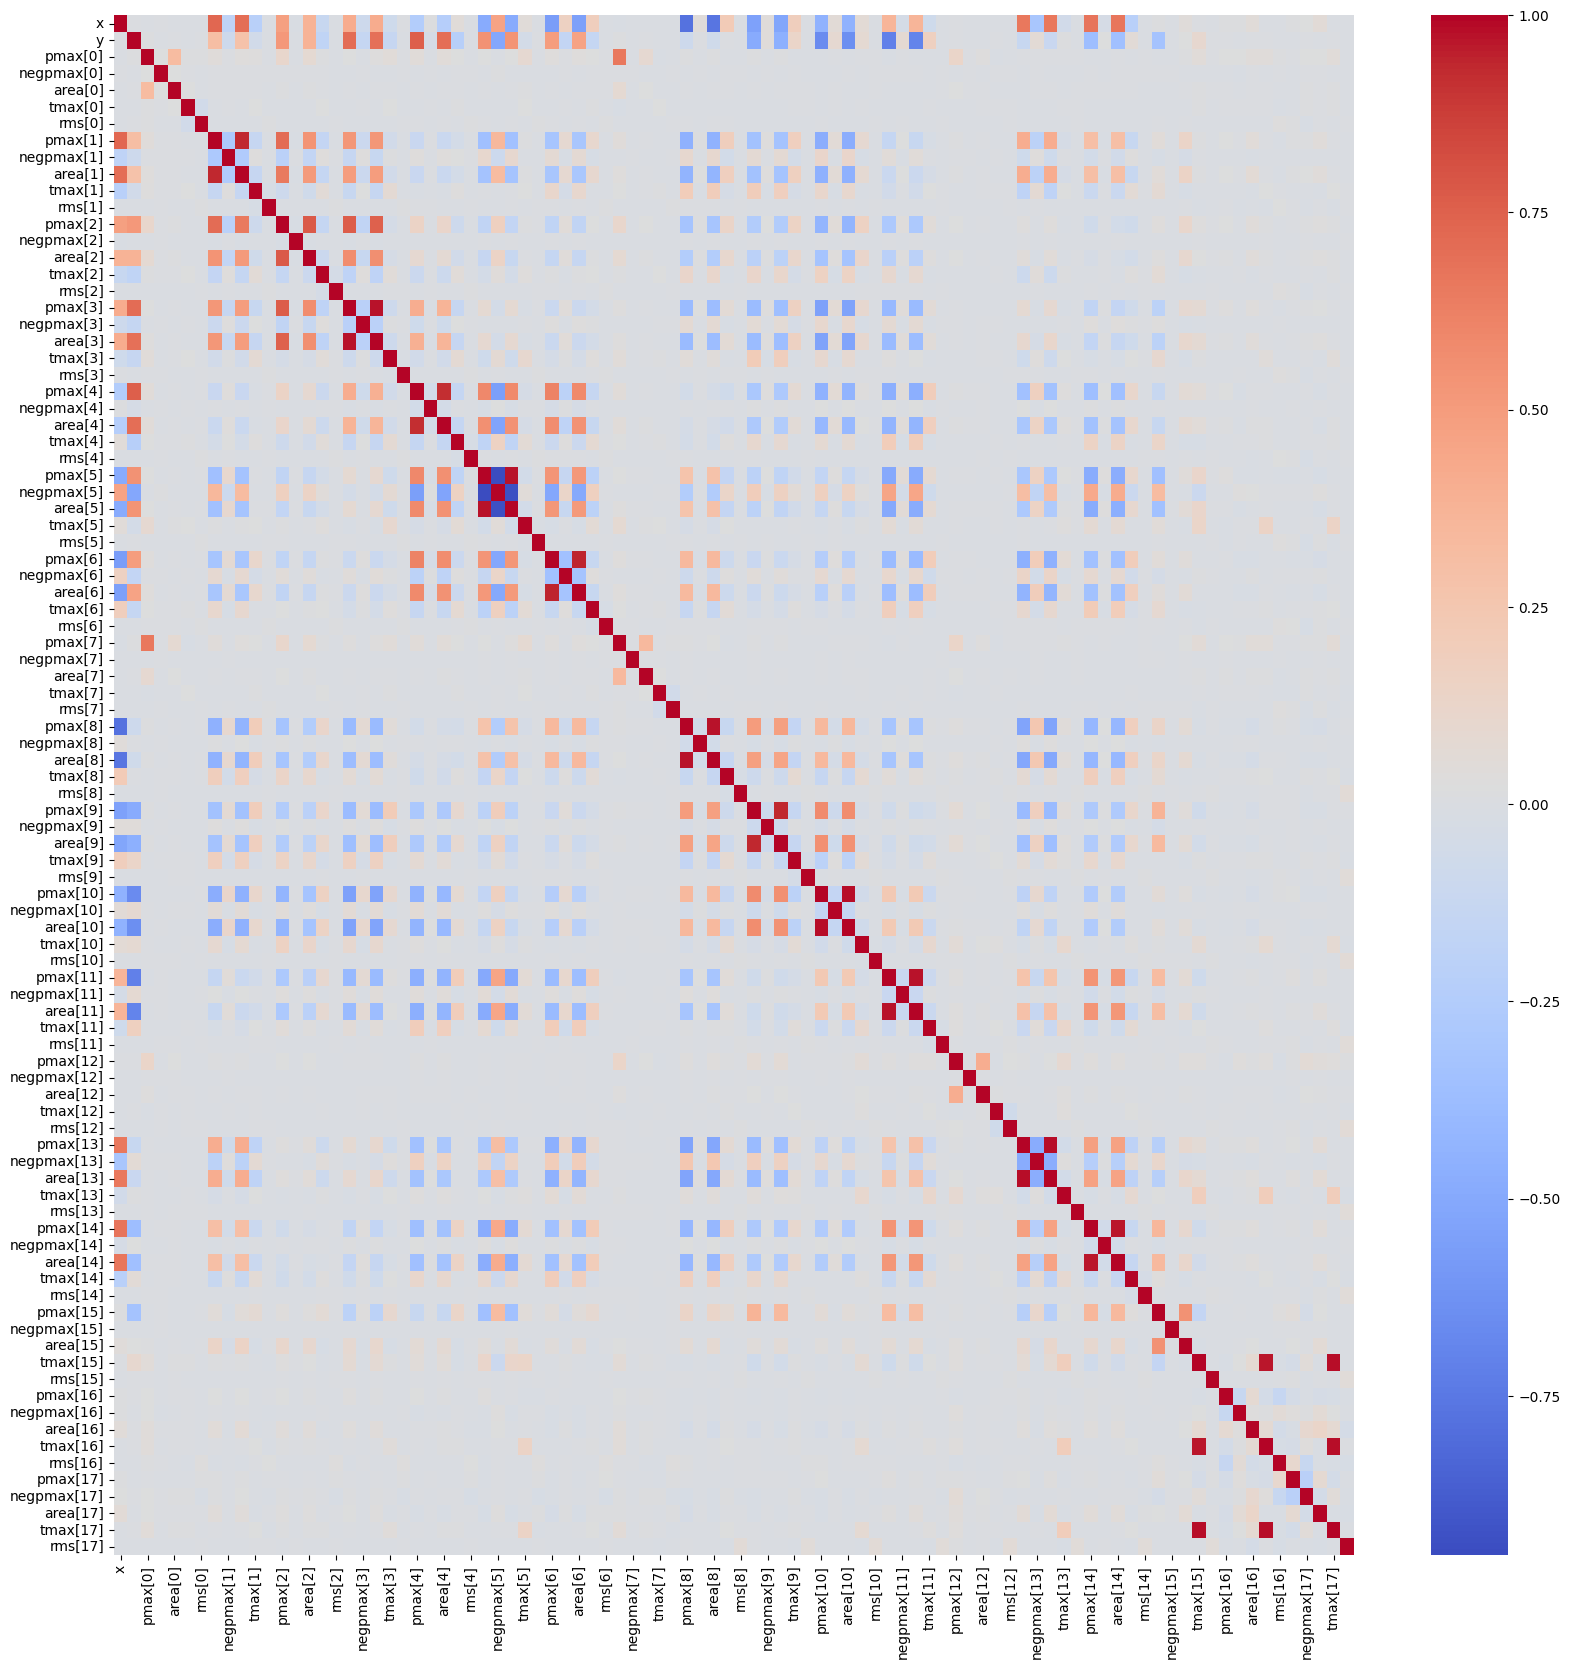 x
y
pmax[0]
negpmax[0]
area[0]
tmax[0]
rms[0]
pmax[1]
negpmax[1]
area[1]
tmax[1]
rms[1]
pmax[2]
negpmax[2]
area[2]
tmax[2]
rms[2]
pmax[3]
negpmax[3]
area[3]
tmax[3]
rms[3]
pmax[4]
negpmax[4]
area[4]
tmax[4]
rms[4]
pmax[5]
negpmax[5]
area[5]
tmax[5]
rms[5]
pmax[6]
negpmax[6]
area[6]
tmax[6]
rms[6]
pmax[7]
negpmax[7]
area[7]
tmax[7]
rms[7]
pmax[8]
negpmax[8]
area[8]
tmax[8]
rms[8]
pmax[9]
negpmax[9]
area[9]
tmax[9]
rms[9]
pmax[10]
negpmax[10]
area[10]
tmax[10]
rms[10]
pmax[11]
negpmax[11]
area[11]
tmax[11]
rms[11]
pmax[12]
negpmax[12]
area[12]
tmax[12]
rms[12]
pmax[13]
negpmax[13]
area[13]
tmax[13]
rms[13]
pmax[14]
negpmax[14]
area[14]
tmax[14]
rms[14]
pmax[15]
negpmax[15]
area[15]
tmax[15]
rms[15]
pmax[16]
negpmax[16]
area[16]
tmax[16]
rms[16]
pmax[17]
negpmax[17]
area[17]
tmax[17]
rms[17]
x
pmax[0]
area[0]
rms[0]
negpmax[1]
tmax[1]
pmax[2]
area[2]
rms[2]
negpmax[3]
tmax[3]
pmax[4]
area[4]
rms[4]
negpmax[5]
tmax[5]
pmax[6]
area[6]
rms[6]
negpmax[7]
tmax[7]
pmax[8]
area[8]
rms[8]
negpmax[9]
tmax[9]
pmax[10]
area[10]
rms[10]
negpmax[11]
tmax[11]
pmax[12]
area[12]
rms[12]
negpmax[13]
tmax[13]
pmax[14]
area[14]
rms[14]
negpmax[15]
tmax[15]
pmax[16]
area[16]
rms[16]
negpmax[17]
tmax[17]
1.00
0.75
0.50
0.25
0.00
−0.25
−0.50
−0.75